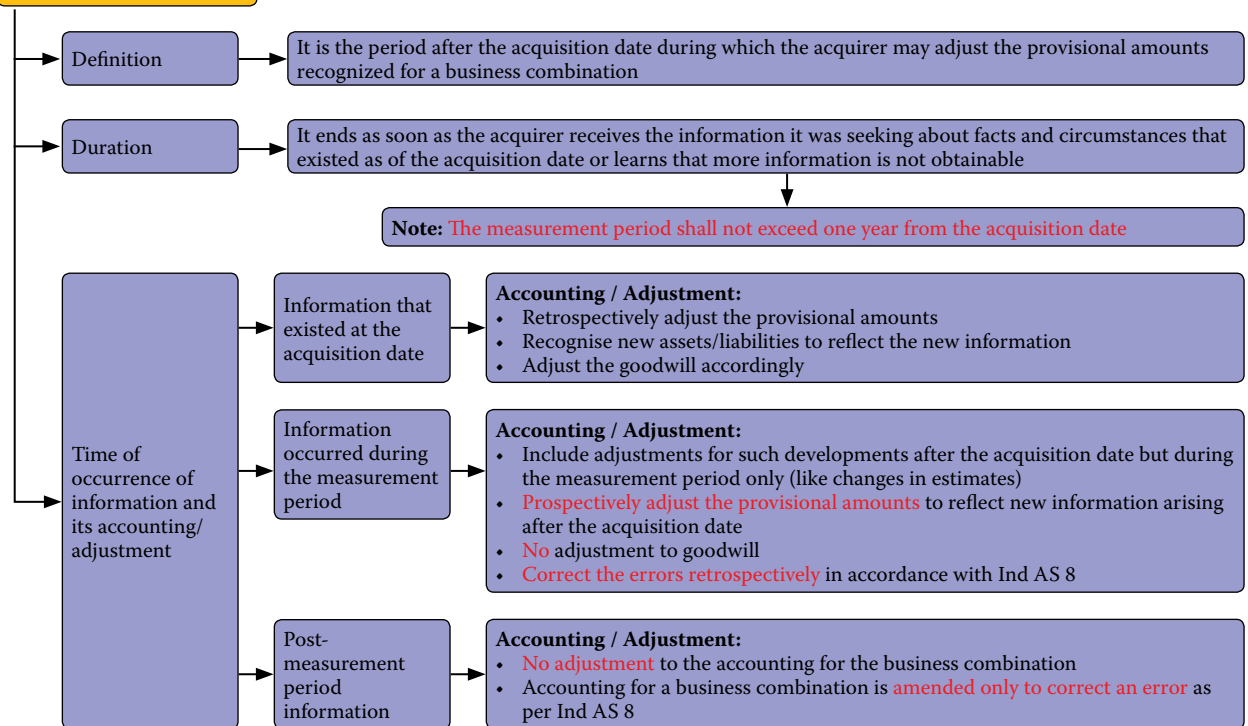 Definition
It is the period after the acquisition date during which the acquirer may adjust the provisional amounts
recognized for a business combination
Duration
It ends as soon as the acquirer receives the information it was seeking about facts and circumstances that
existed as of the acquisition date or learns that more information is not obtainable
Note: The measurement period shall not exceed one year from the acquisition date
Time of
occurrence of
information and
its accounting/
adjustment
Information that
existed at the
acquisition date
Accounting / Adjustment:
• Retrospectively adjust the provisional amounts
• Recognise new assets/liabilities to reflect the new information
• Adjust the goodwill accordingly
Information
occurred during
the measurement
period
Accounting / Adjustment:
• Include adjustments for such developments after the acquisition date but during
the measurement period only (like changes in estimates)
• Prospectively adjust the provisional amounts to reflect new information arising
after the acquisition date
• No adjustment to goodwill
• Correct the errors retrospectively in accordance with Ind AS 8
Post-
measurement
period
information
Accounting / Adjustment:
• No adjustment to the accounting for the business combination
• Accounting for a business combination is amended only to correct an error as
per Ind AS 8